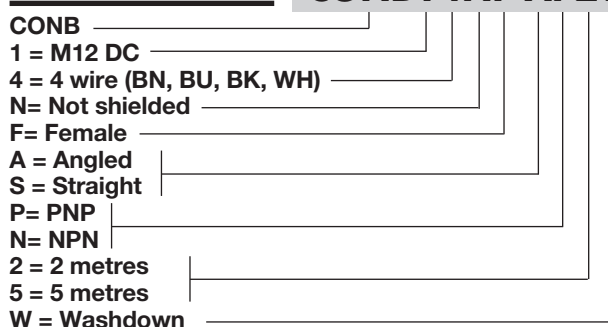 CONB
1 = M12 DC
4 = 4 wire (BN, BU, BK, WH)
N= Not shielded
F= Female
A = Angled
S = Straight
P= PNP
N= NPN
2 = 2 metres
5 = 5 metres
W = Washdown